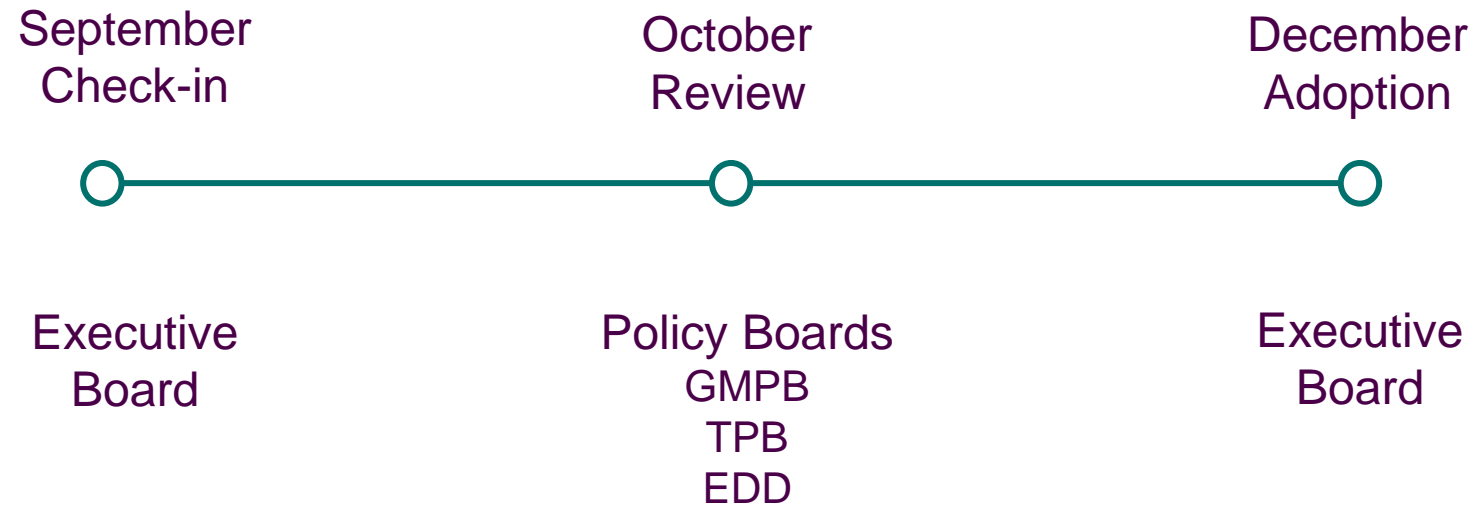 September
Check-in
October
Review
December
Adoption
Executive
Board
Policy Boards
GMPB
TPB
EDD
Executive
Board